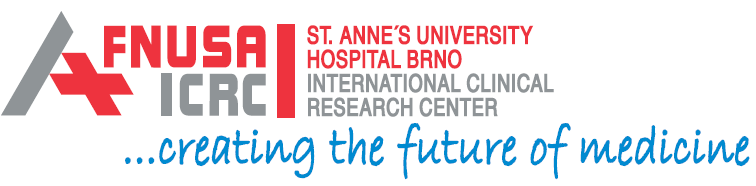 FNUSA
ICRC
ST. ANNE´S UNIVERSITY
HOSPITAL BRNO
INTERNATIONAL CLINICAL
RESEARCH CENTER
...creating the future of medicine